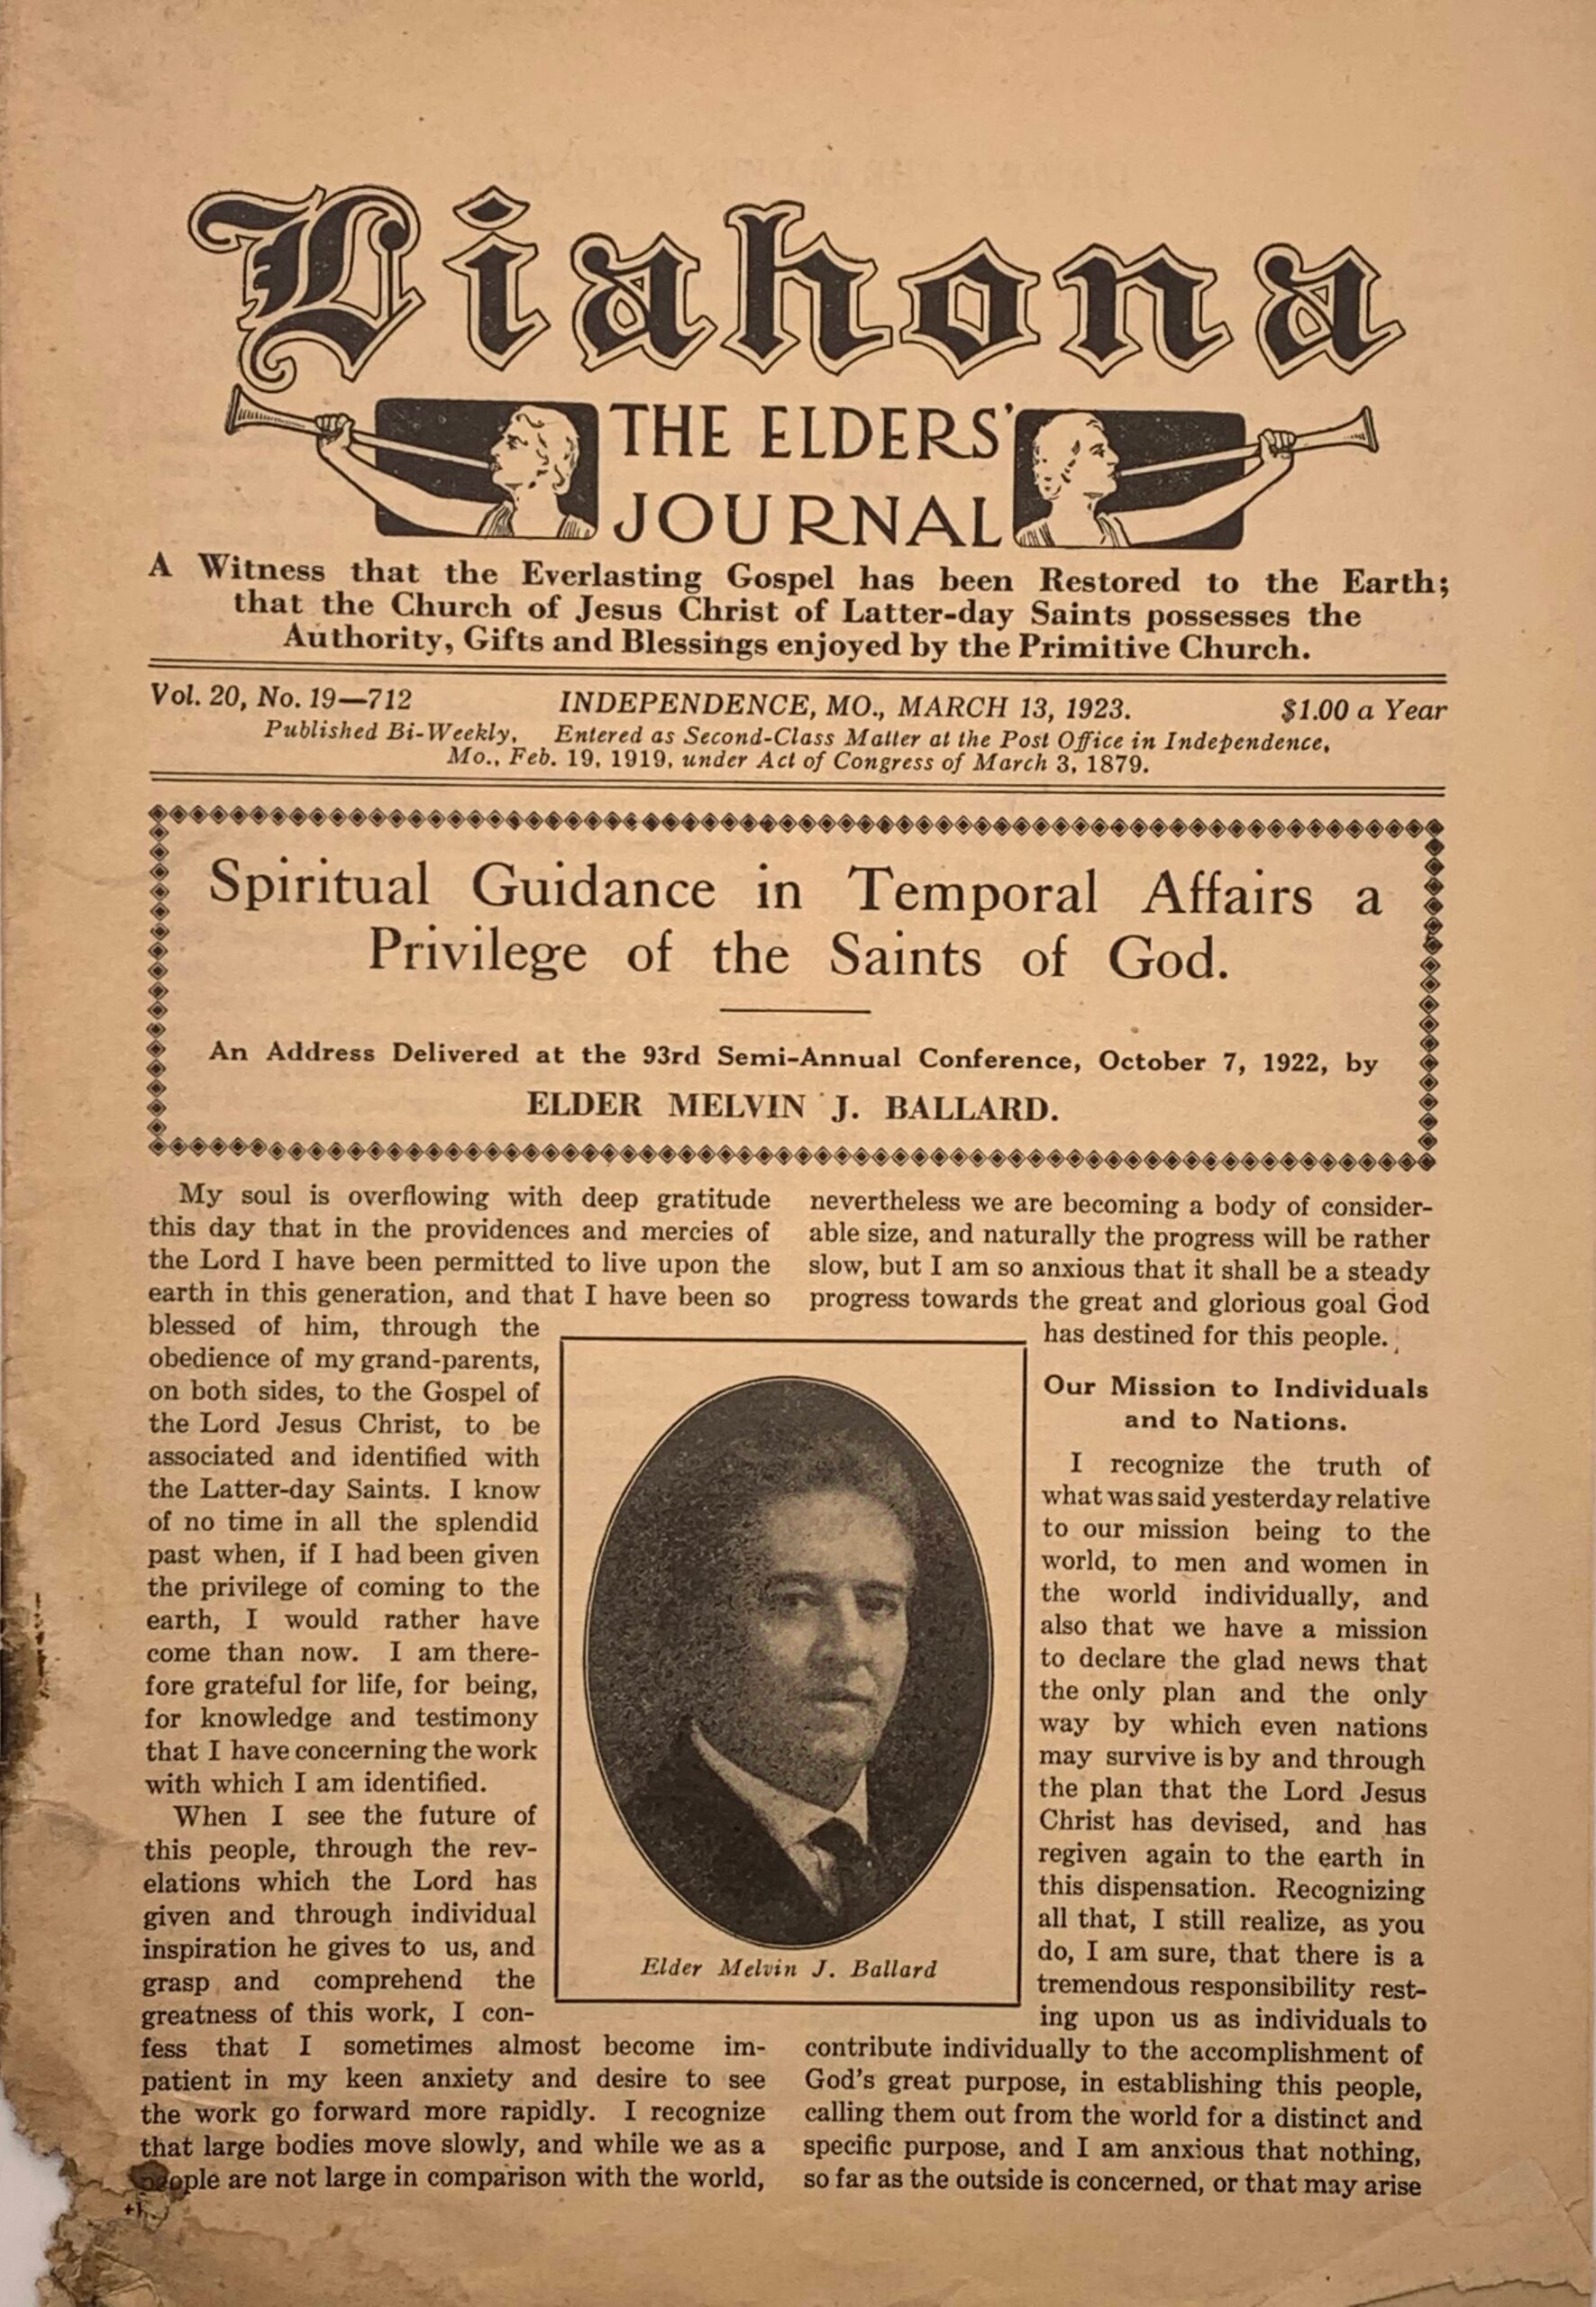 Liahona
THE ELDERS'
JOURNAL
A Witness that the Everlasting Gospel has been Restored to the Earth;
that the Church of Jesus Christ of Latter-day Saints possesses the
Authority, Gifts and Blessings enjoyed by the Primitive Church.
Vol. 20, No. 19—712 INDEPENDENCE, MO., MARCH 13, 1923. $1.00 a Year
Published Bi-Weekly, Entered as Second-Class Matter at the Post Office in Independence,
Mo., Feb. 19, 1919, under Act of Congress of March 3, 1879.
Spiritual Guidance in Temporal Affairs a
Privilege of the Saints of God.
An Address Delivered at the 93rd Semi-Annual Conference, October 7, 1922, by
ELDER MELVIN J. BALLARD.
My soul is overflowing with deep gratitude
this day that in the providences and mercies of
the Lord I have been permitted to live upon the
earth in this generation, and that I have been so
blessed of him, through the
obedience of my grand-parents,
on both sides, to the Gospel of
the Lord Jesus Christ, to be
associated and identified with
the Latter-day Saints. I know
of no time in all the splendid
past when, if I had been given
the privilege of coming to the
earth, I would rather have
come than now. I am there-
fore grateful for life, for being,
for knowledge and testimony
that I have concerning the work
with which I am identified.
When I see the future of
this people, through the rev-
elations which the Lord has
given and through individual
inspiration he gives to us, and
grasp and comprehend the
greatness of this work, I con-
fess that I sometimes almost become im-
patient in my keen anxiety and desire to see
the work go forward more rapidly. I recognize
that large bodies move slowly, and while we as a
people are not large in comparison with the world,
Elder Melvin J. Ballard
nevertheless we are becoming a body of consider-
able size, and naturally the progress will be rather
slow, but I am so anxious that it shall be a steady
progress towards the great and glorious goal God
has destined for this people.
Our Mission to Individuals
and to Nations.
I recognize the truth of
what was said yesterday relative
to our mission being to the
world, to men and women in
the world individually, and
also that we have a mission
to declare the glad news that
the only plan and the only
way by which even nations
may survive is by and through
the plan that the Lord Jesus
Christ has devised, and has
regiven again to the earth in
this dispensation. Recognizing
all that, I still realize, as you
do, I am sure, that there is a
tremendous responsibility rest-
ing upon us as individuals to
contribute individually to the accomplishment of
God's great purpose, in establishing this people,
calling them out from the world for a distinct and
specific purpose, and I am anxious that nothing,
so far as the outside is concerned, or that may arise